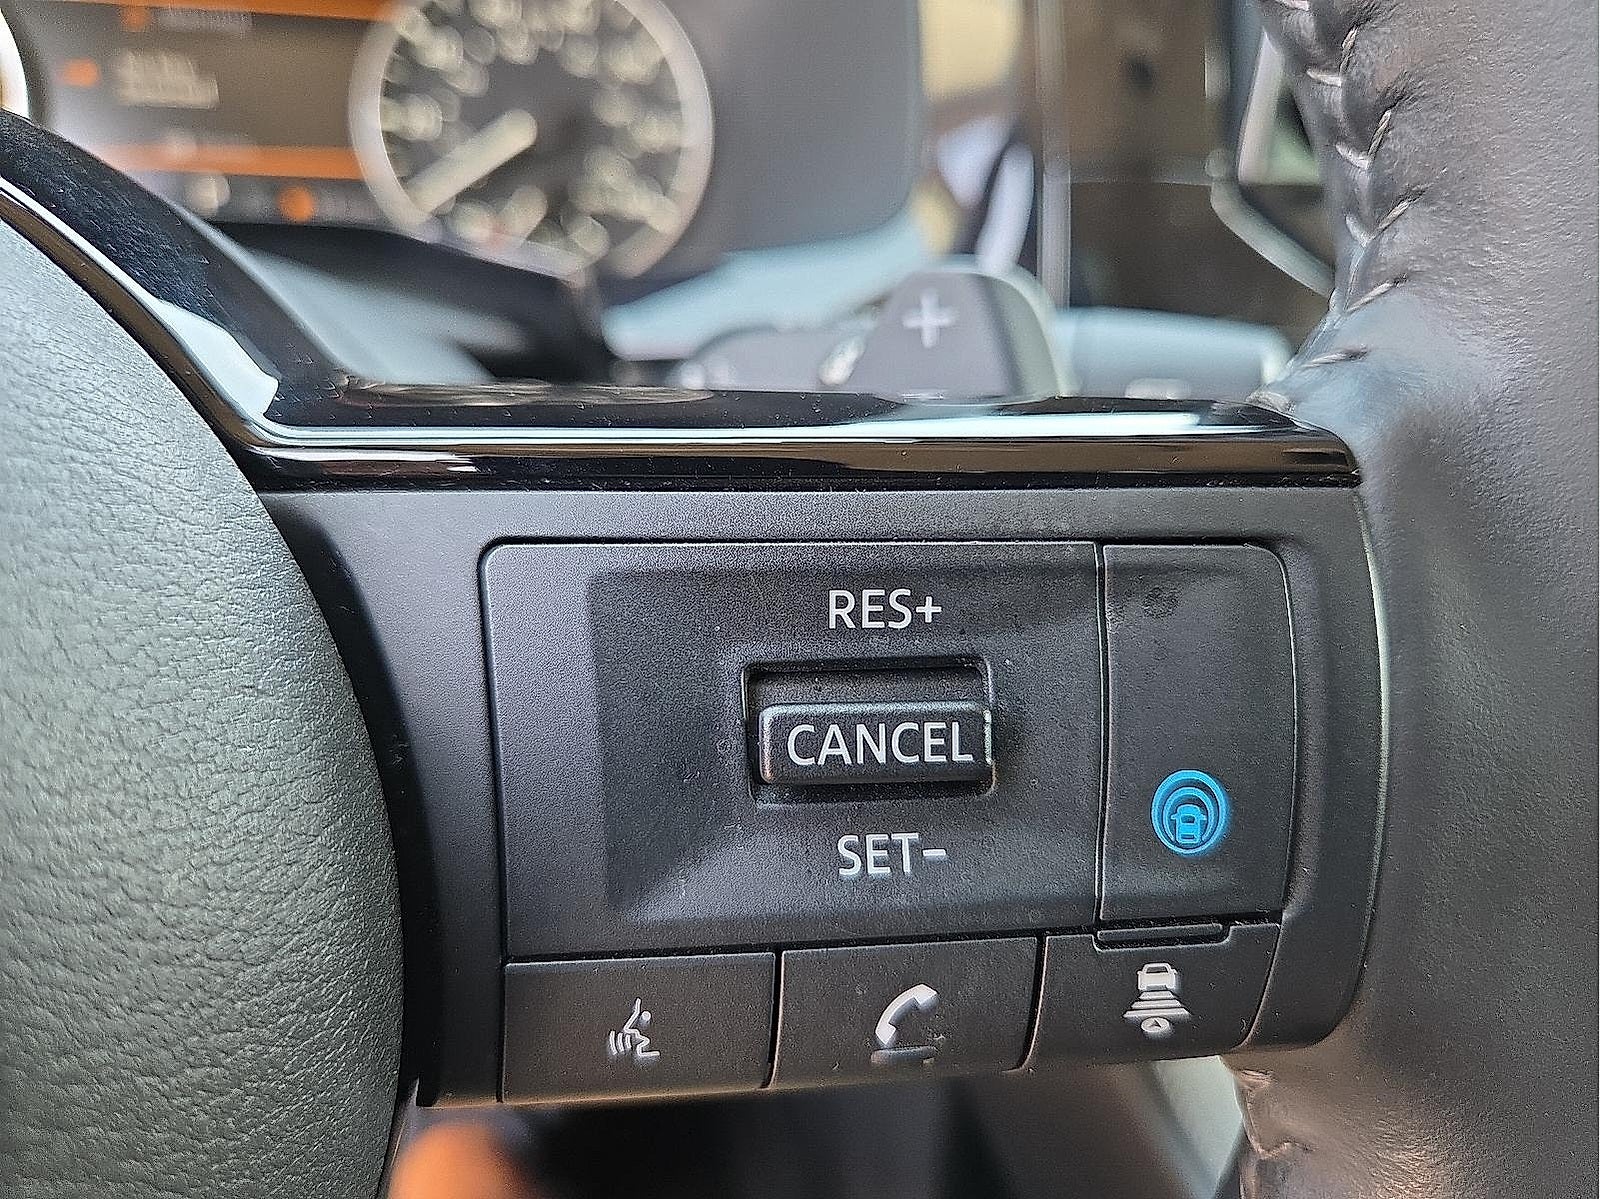 +
RES+
CANCEL
SET-